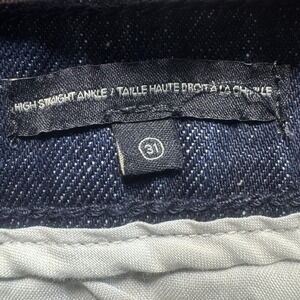 HIGH STRAIGHT ANKLE / TAILLE HAUTE DROIT À LA CHEVILLE
31